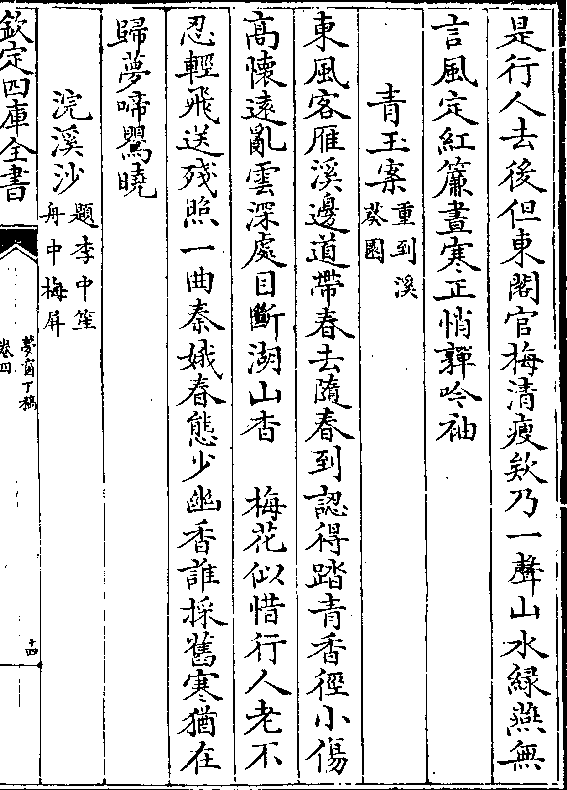 是行人去後但東閣官梅清瘦欵乃一聲山水綠燕無
言風定紅簾晝寒正悄亸吟袖
青玉案重到溪
葵園
東風客雁溪邊道帶春去隨春到認得踏青香徑小傷
高懷遠亂雲深處目斷湖山杳　梅花似惜行人老不
忍輕飛送殘照一曲秦娥春態少幽香誰採舊寒猶在
歸夢啼鶯曉
浣溪沙題李中筌
舟中梅屏
欽定四庫全書
夢窗丁稿
卷四
十四